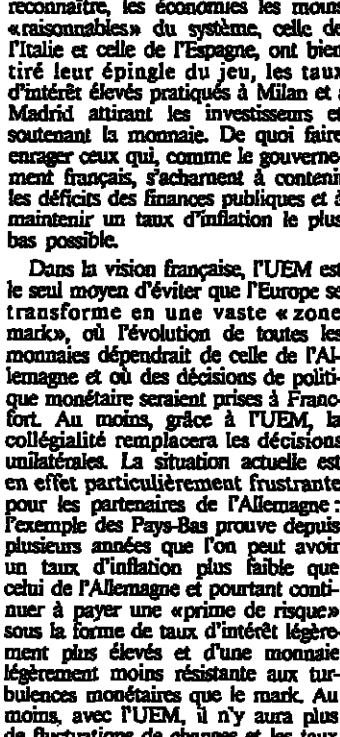 reconnaître, les économies les moins
«raisonnables» du système, celle de
l'Italie et celle de l'Espagne, ont bien
tiré leur épingle du jeu, les taux
d'intérêt élevés pratiqués à Milan et à
Madrid attirant les investisseurs et
soutenant la monnaie. De quoi faire
enrager ceux qui, comme le gouverne-
ment français, s'acharnent à contenir
les déficits des finances publiques et à
maintenir un taux d'inflation le plus
bas possible.
Dans la vision française, l'UEM est
le seul moyen d'éviter que l'Europe se
transforme en une vaste «zone
mark», où l'évolution de toutes les
monnaies dépendrait de celle de l'Al-
lemagne et où des décisions de politi-
que monétaire seraient prises à Franc-
fort. Au moins, grâce à l'UEM, la
collégialité remplacera les décisions
unilatérales. La situation actuelle est
en effet particulièrement frustrante
pour les partenaires de l'Allemagne :
l'exemple des Pays-Bas prouve depuis
plusieurs années que l'on peut avoir
un taux d'inflation plus faible que
celui de l'Allemagne et pourtant conti-
nuer à payer une «prime de risque»
sous la forme de taux d'intérêt légère-
ment plus élevés et d'une monnaie
légèrement moins résistante aux tur-
bulences monétaires que le mark. Au
moins, avec l'UEM, il n'y aura plus
de fluctuations de changes et les taux